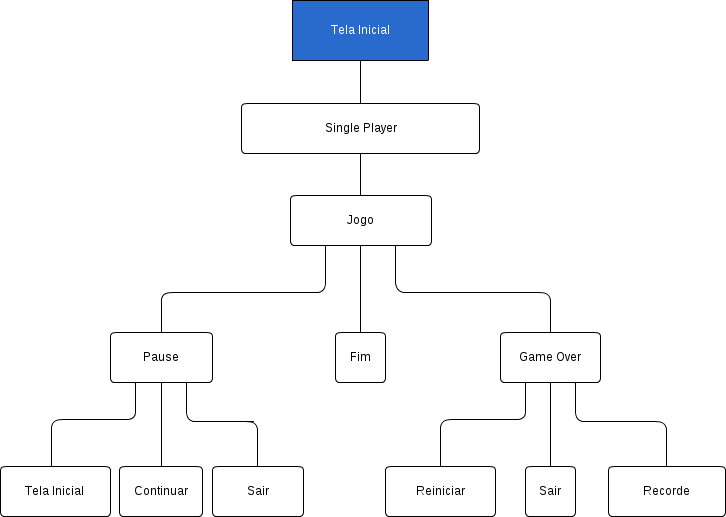 Tela Inicial
Single Player
Jogo
Pause
Fim
Game Over
Tela Inicial
Continuar
Sair
Reiniciar
Sair
Recorde